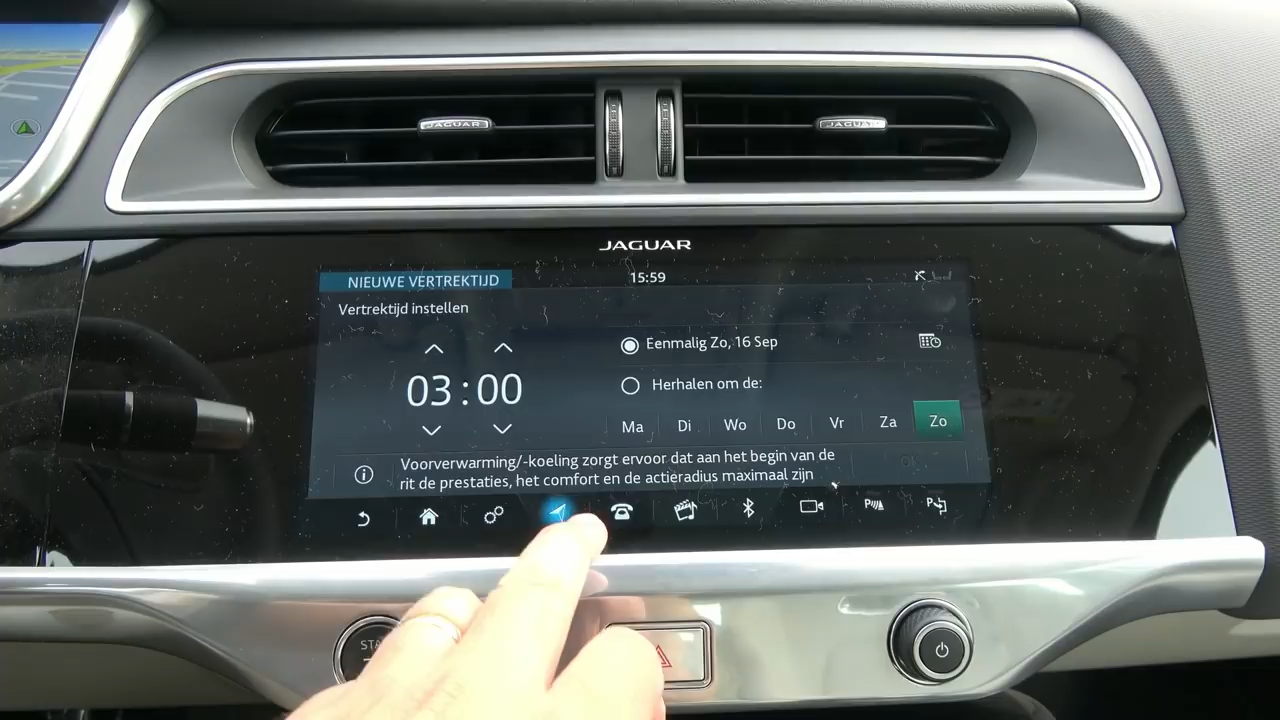 JAGUAR
JAGUAR
JAGUAR
NIEUWE VERTREKTIJD
15:59
Vertrektijd instellen
Eenmalig Zo, 16 Sep
03:00
Herhalen om de:
Ma Di Wo Do Vr Za Zo
Voorverwarming/-koeling zorgt ervoor dat aan het begin van de
rit de prestaties, het comfort en de actieradius maximaal zijn
OK